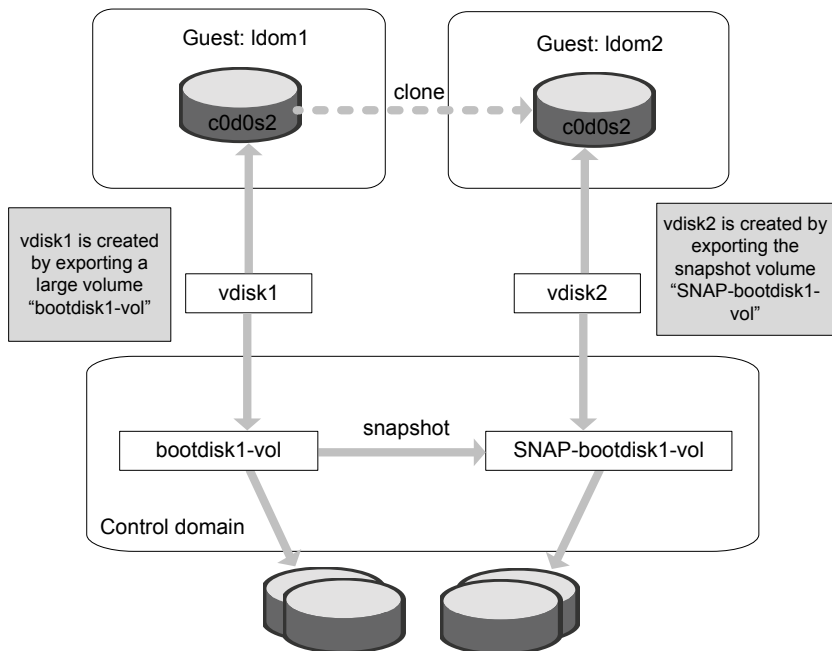 Guest: ldom1
Guest: ldom2
clone
c0d0s2
c0d0s2
vdisk1 is created
by exporting a
large volume
“bootdisk1-vol”
vdisk2 is created by
exporting the
snapshot volume
“SNAP-bootdisk1-
vol”
vdisk1
vdisk2
snapshot
bootdisk1-vol
SNAP-bootdisk1-vol
Control domain